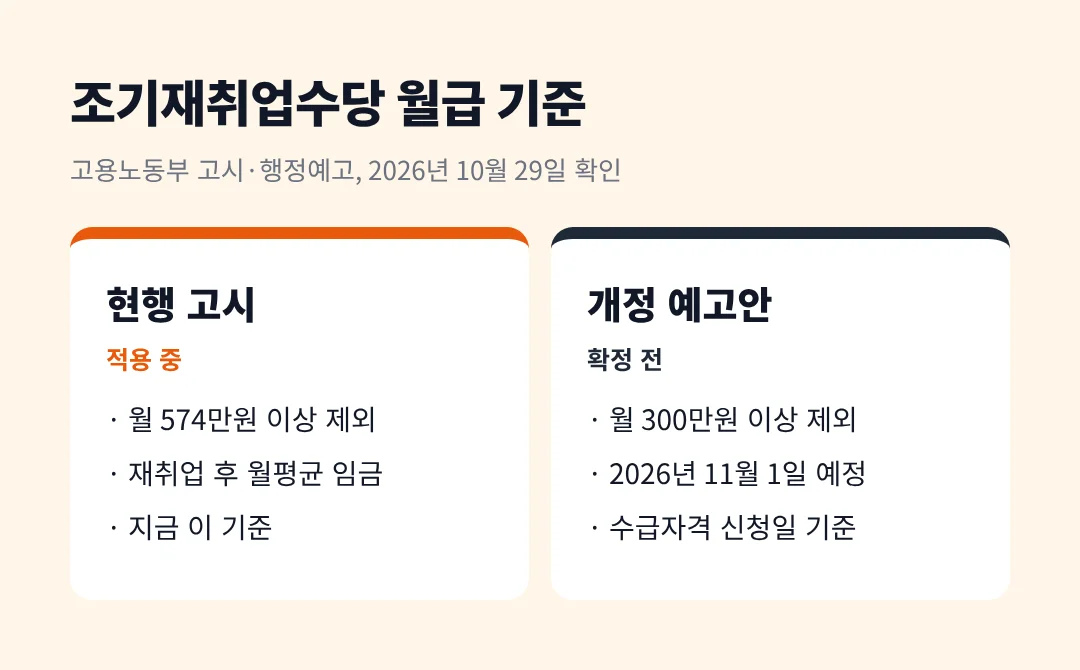 조기재취업수당 월급 기준
고용노동부 고시·행정예고, 2026년 10월 29일 확인
현행 고시
적용 중
· 월 574만원 이상 제외
· 재취업 후 월평균 임금
· 지금 이 기준
개정 예고안
확정 전
· 월 300만원 이상 제외
· 2026년 11월 1일 예정
· 수급자격 신청일 기준